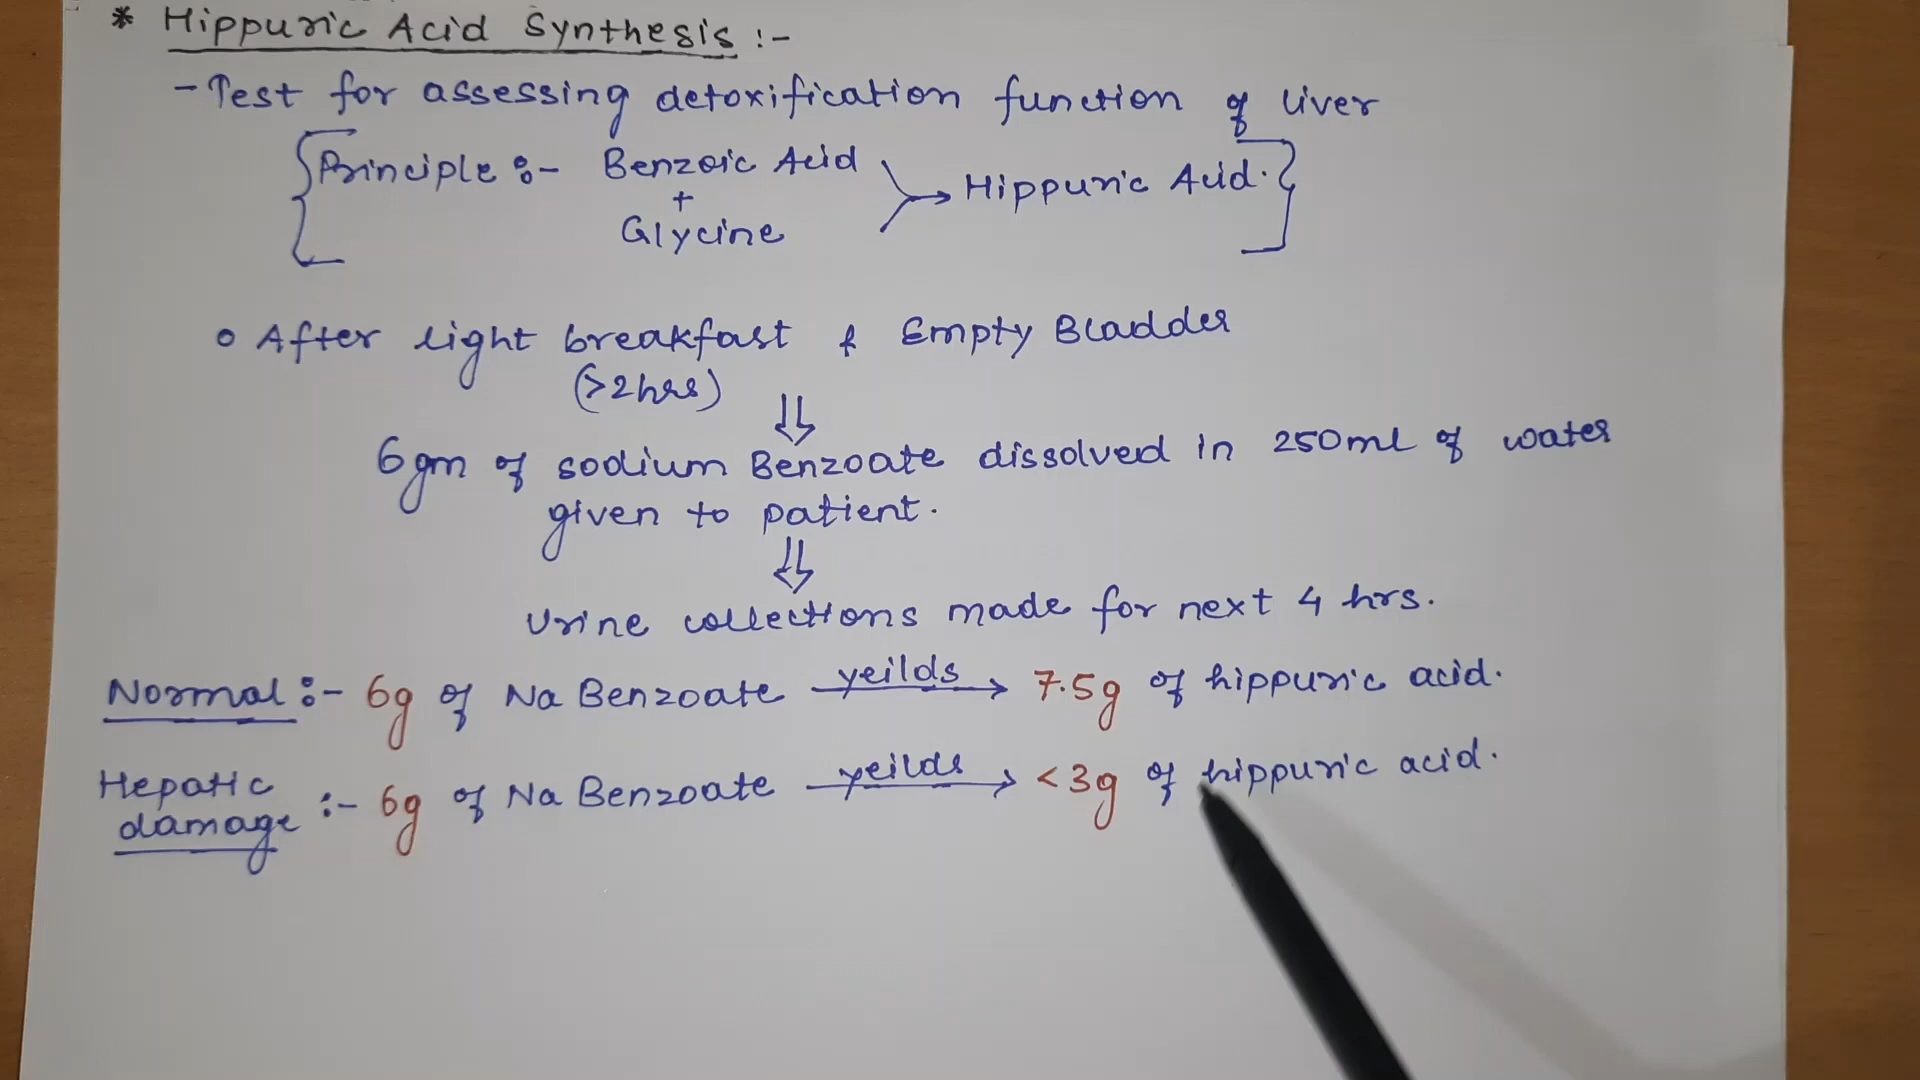 * Hippuric Acid Synthesis :-
- Test for assessing detoxification function of liver
Principle :- Benzoic Acid
+
Glycine
→ Hippuric Acid.
o After light breakfast & Empty Bladder
(>2hrs)
⇓
6gm of sodium Benzoate dissolved in 250ml of water
given to patient.
⇓
Urine collections made for next 4 hrs.
Normal :- 6g of Na Benzoate yeilds → 7.5g of hippuric acid.
Hepatic
damage :- 6g of Na Benzoate yeilds → <3g of hippuric acid.